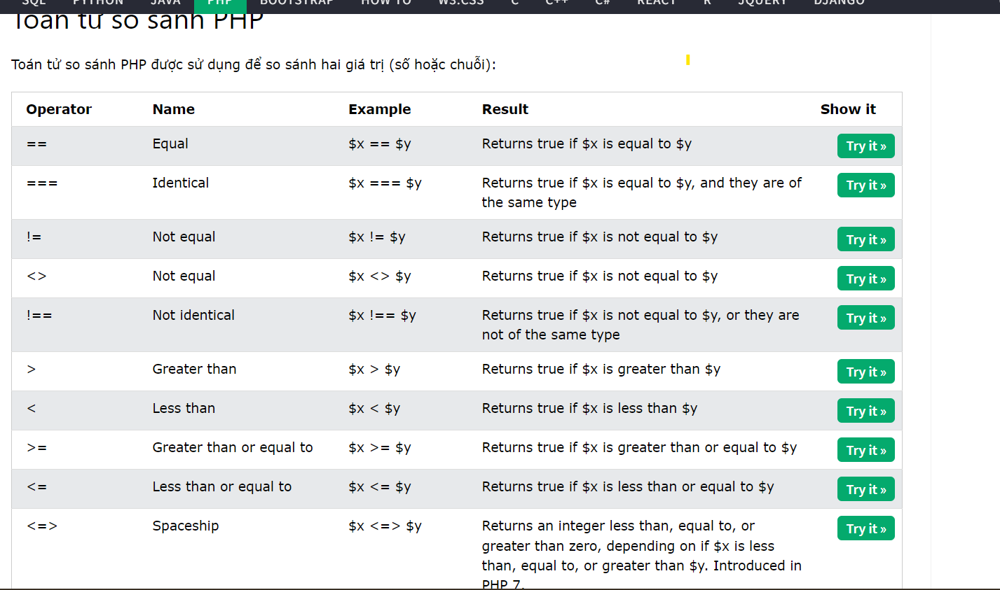 SQL PYTHON JAVA PHP BOOTSTRAP HOW TO W3.CSS C C++ C# REACT R JQUERY DJANGO
Toán tử so sánh PHP
Toán tử so sánh PHP được sử dụng để so sánh hai giá trị (số hoặc chuỗi):
Operator Name Example Result Show it
== Equal $x == $y Returns true if $x is equal to $y Try it »
=== Identical $x === $y Returns true if $x is equal to $y, and they are of Try it »
the same type
!= Not equal $x != $y Returns true if $x is not equal to $y Try it »
<> Not equal $x <> $y Returns true if $x is not equal to $y Try it »
!== Not identical $x !== $y Returns true if $x is not equal to $y, or they are Try it »
not of the same type
> Greater than $x > $y Returns true if $x is greater than $y Try it »
< Less than $x < $y Returns true if $x is less than $y Try it »
>= Greater than or equal to $x >= $y Returns true if $x is greater than or equal to $y Try it »
<= Less than or equal to $x <= $y Returns true if $x is less than or equal to $y Try it »
<=> Spaceship $x <=> $y Returns an integer less than, equal to, or Try it »
greater than zero, depending on if $x is less
than, equal to, or greater than $y. Introduced in
PHP 7.